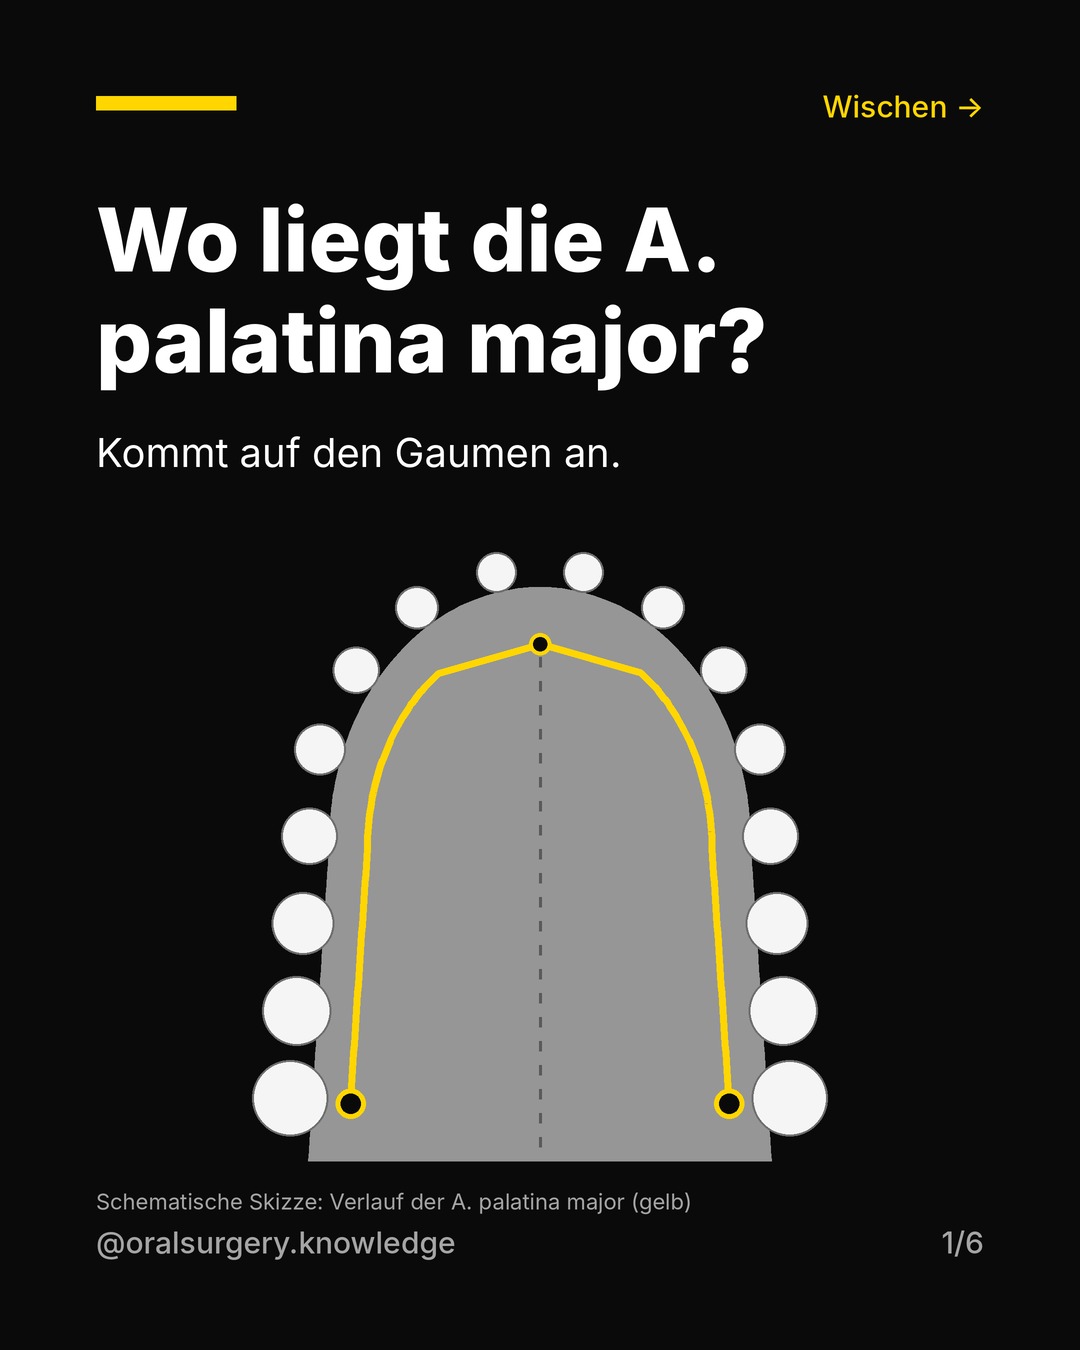 Wischen →
Wo liegt die A.
palatina major?
Kommt auf den Gaumen an.
Schematische Skizze: Verlauf der A. palatina major (gelb)
@oralsurgery.knowledge
1/6